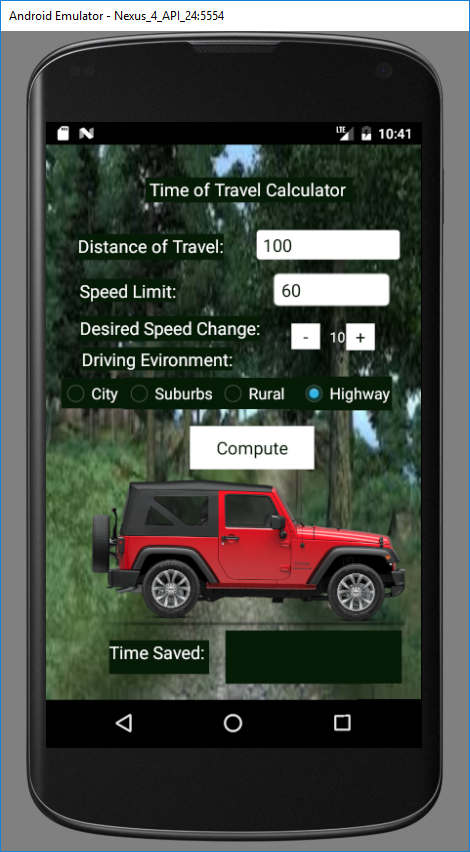 Android Emulator - Nexus_4_API_24:5554
LTE 10:41
Time of Travel Calculator
Distance of Travel: 100
Speed Limit: 60
Desired Speed Change: - 10 +
Driving Evironment:
City Suburbs Rural Highway
Compute
Time Saved: